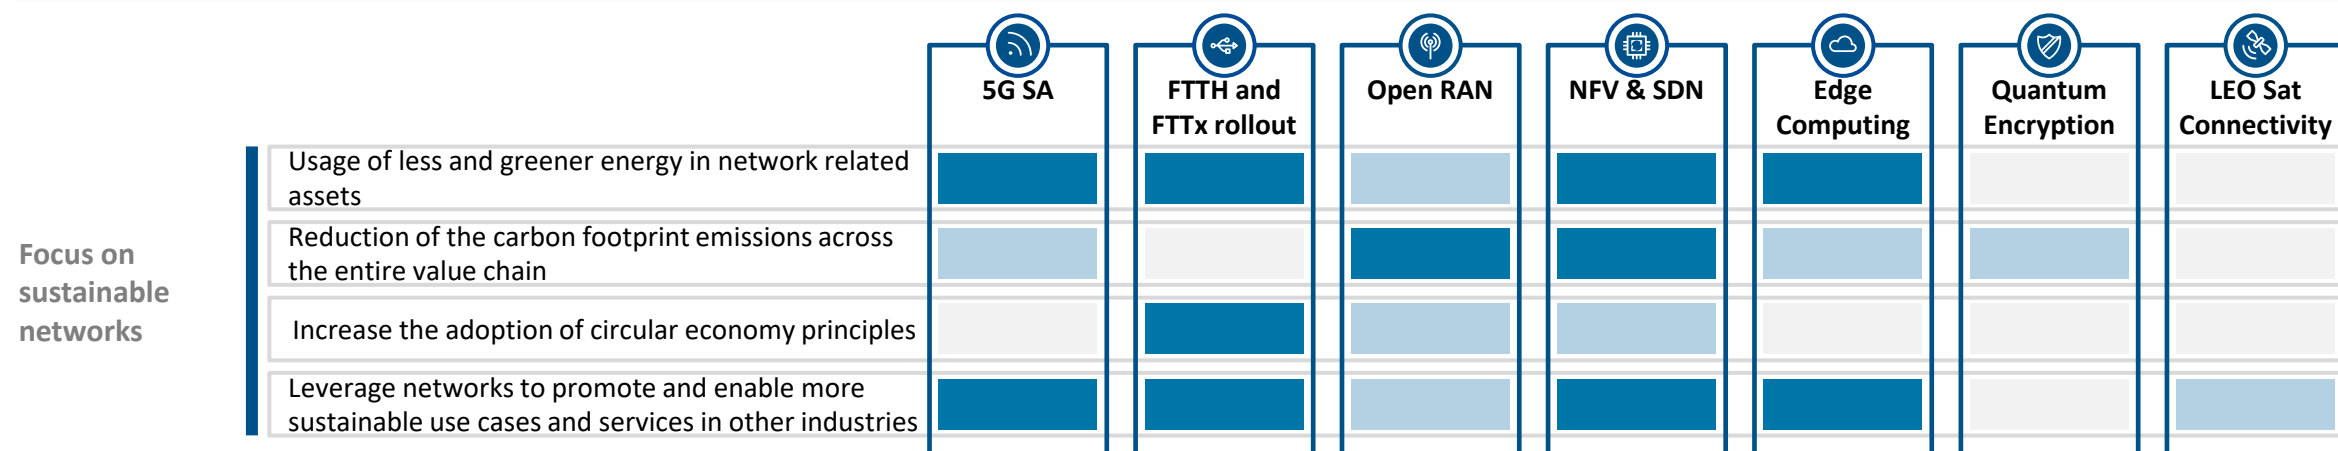 5G SA
FTTH and
FTTx rollout
Open RAN
NFV & SDN
Edge
Computing
Quantum
Encryption
LEO Sat
Connectivity
Focus on
sustainable
networks
Usage of less and greener energy in network related
assets
Reduction of the carbon footprint emissions across
the entire value chain
Increase the adoption of circular economy principles
Leverage networks to promote and enable more
sustainable use cases and services in other industries